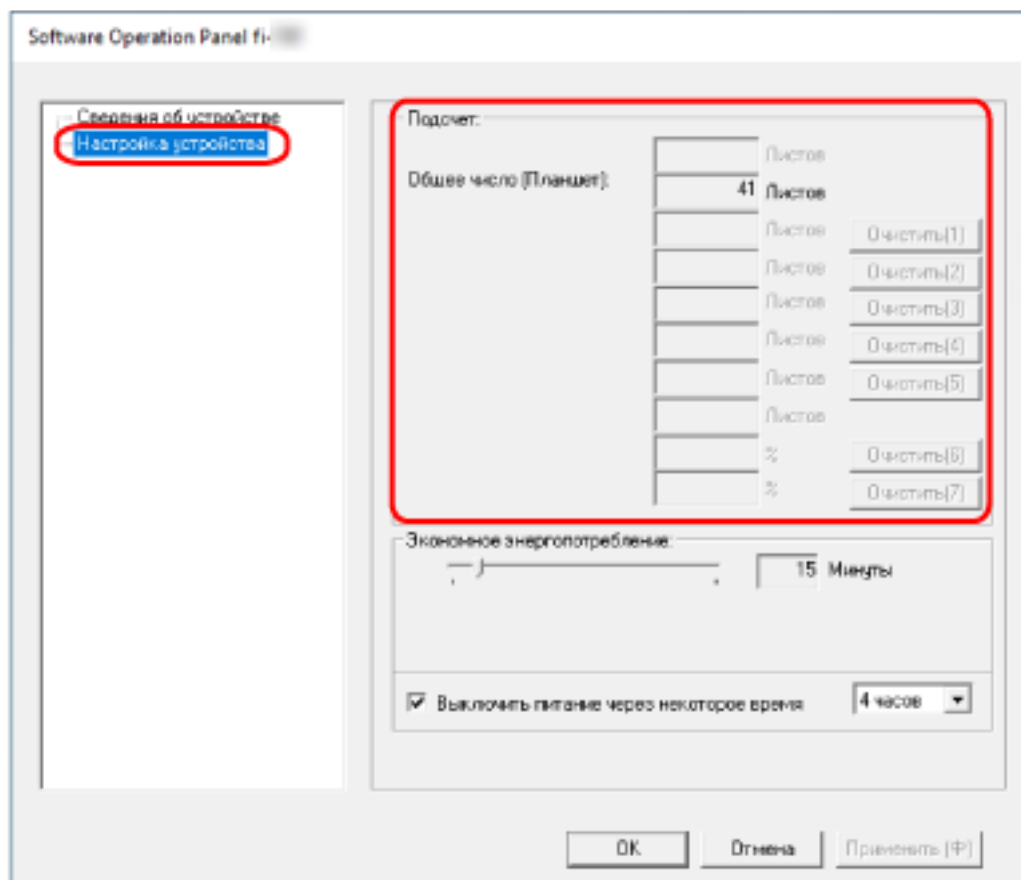 Software Operation Panel fi-
Сведения об устройстве
Настройка устройства
Подсчет:
Листов
Общее число (Планшет): 41 Листов
Листов Очистить(1)
Листов Очистить(2)
Листов Очистить(3)
Листов Очистить(4)
Листов Очистить(5)
Листов
% Очистить(6)
% Очистить(7)
Экономное энергопотребление:
15 Минуты
Выключить питание через некоторое время 4 часов
OK Отмена Применить (Ф)